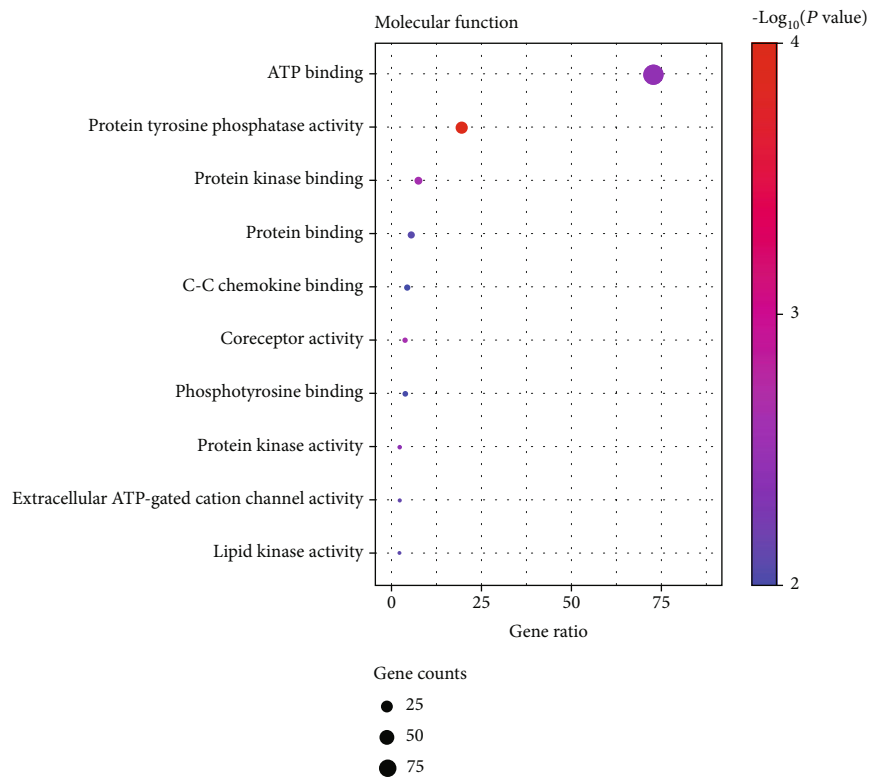 Molecular function
-Log10(P value)
ATP binding
Protein tyrosine phosphatase activity
Protein kinase binding
Protein binding
C-C chemokine binding
Coreceptor activity
Phosphotyrosine binding
Protein kinase activity
Extracellular ATP-gated cation channel activity
Lipid kinase activity
4
3
2
0 25 50 75
Gene ratio
Gene counts
25
50
75